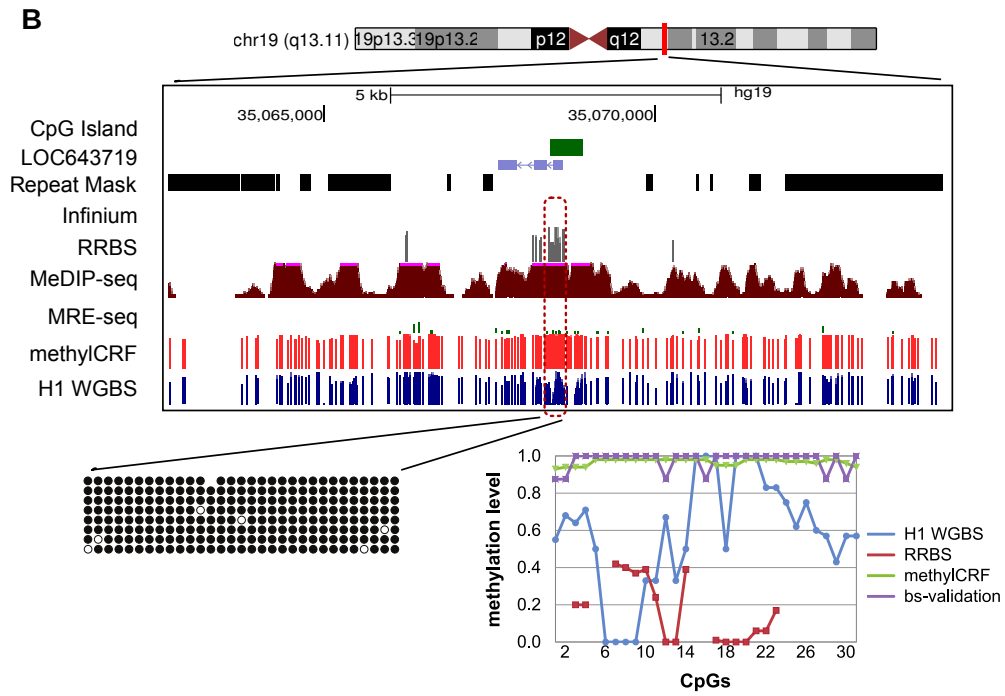 B
chr19 (q13.11) 19p13.3 19p13.2 p12 q12 13.2
5 kb hg19
35,065,000 35,070,000
CpG Island
LOC643719
Repeat Mask
Infinium
RRBS
MeDIP-seq
MRE-seq
methylCRF
H1 WGBS
methylation level
1.0
0.8
0.6
0.4
0.2
0.0
2 6 10 14 18 22 26 30
CpGs
H1 WGBS
RRBS
methylCRF
bs-validation